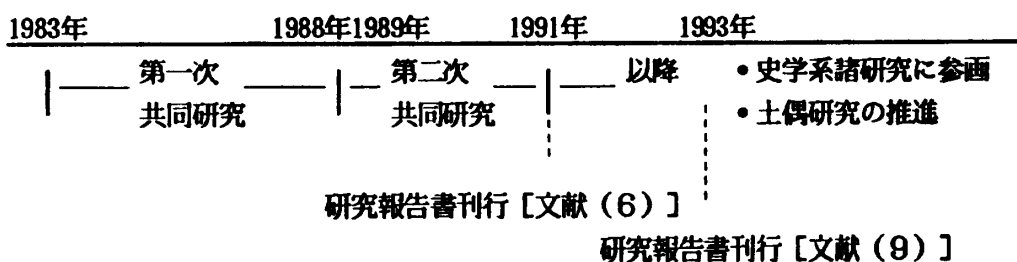 1983年 1988年1989年 1991年 1993年
第一次 第二次 以降 •史学系諸研究に参画
共同研究 共同研究 •土偶研究の推進
研究報告書刊行［文献（6）］
研究報告書刊行［文献（9）］